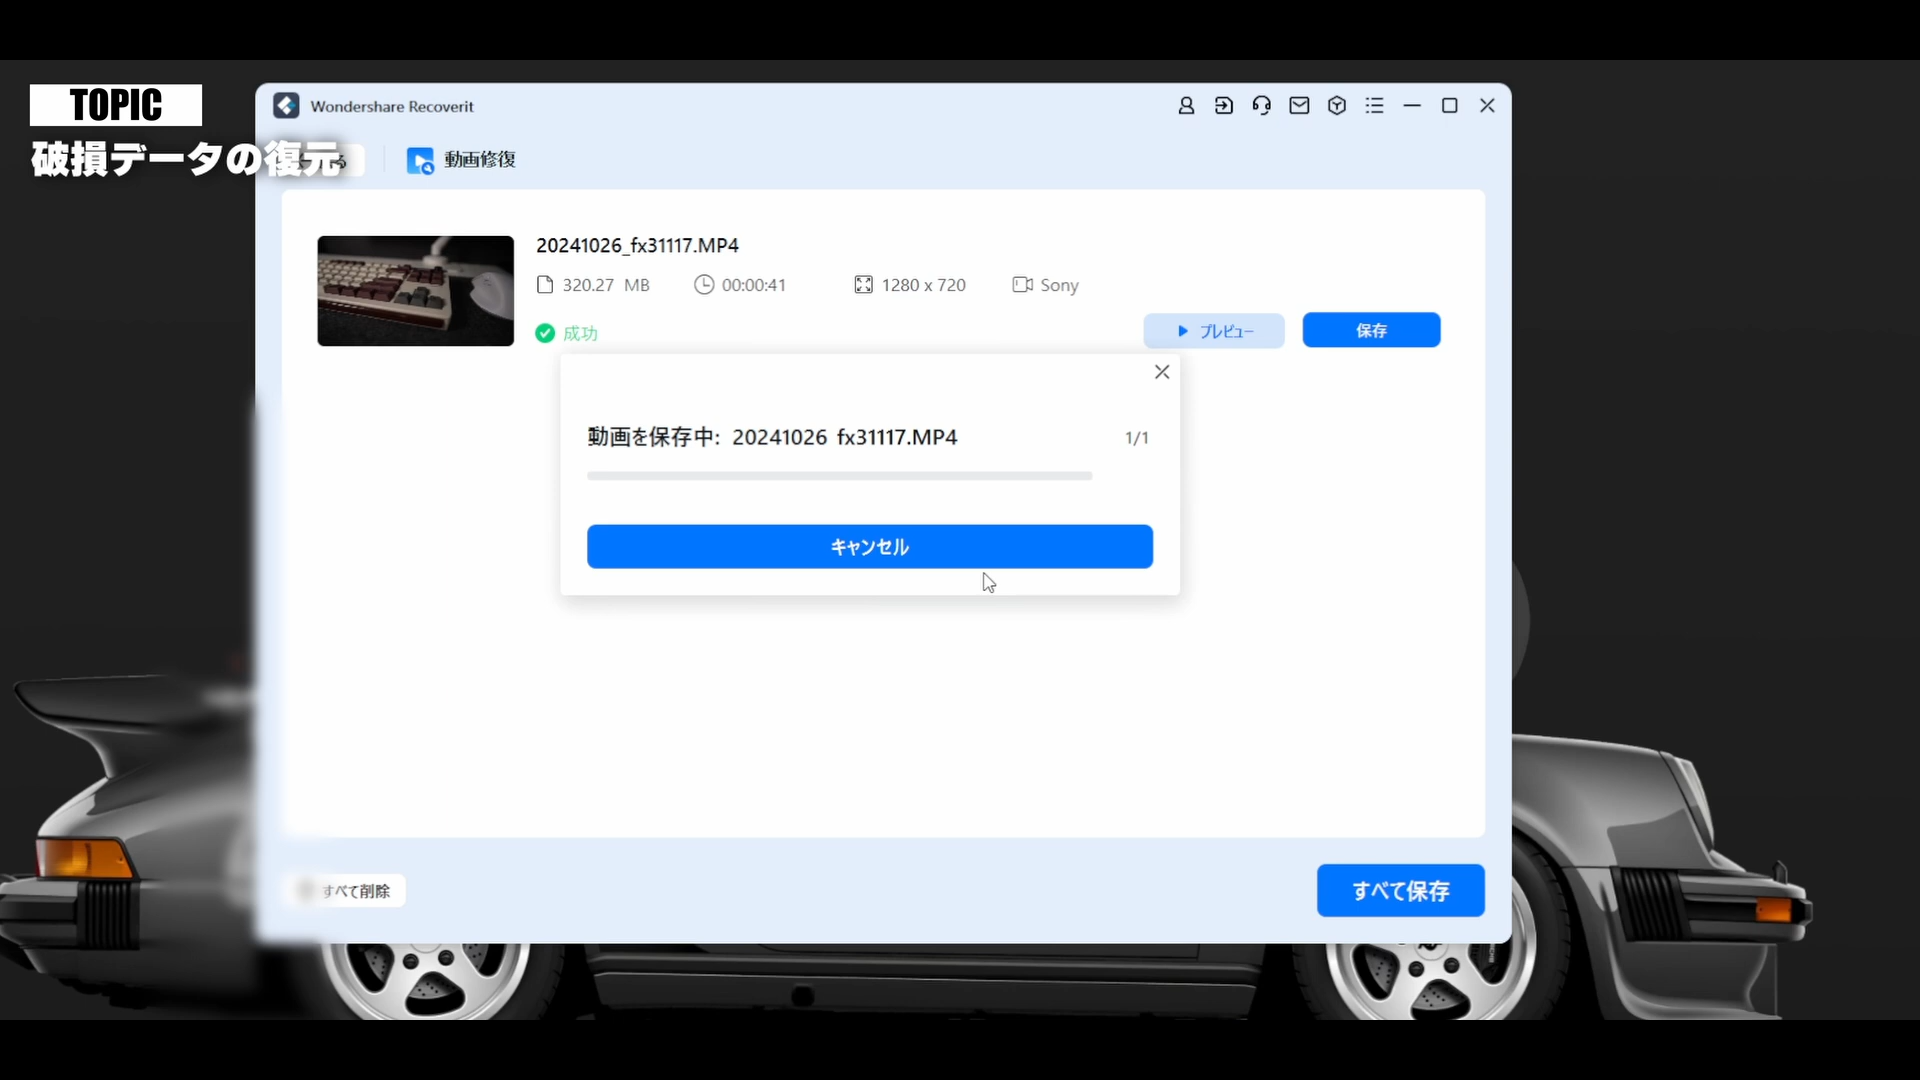 TOPIC
破損データの復元
Wondershare Recoverit
動画修復
20241026_fx31117.MP4
320.27 MB
00:00:41
1280 x 720
Sony
成功
プレビュー
保存
動画を保存中: 20241026 fx31117.MP4
1/1
キャンセル
すべて削除
すべて保存